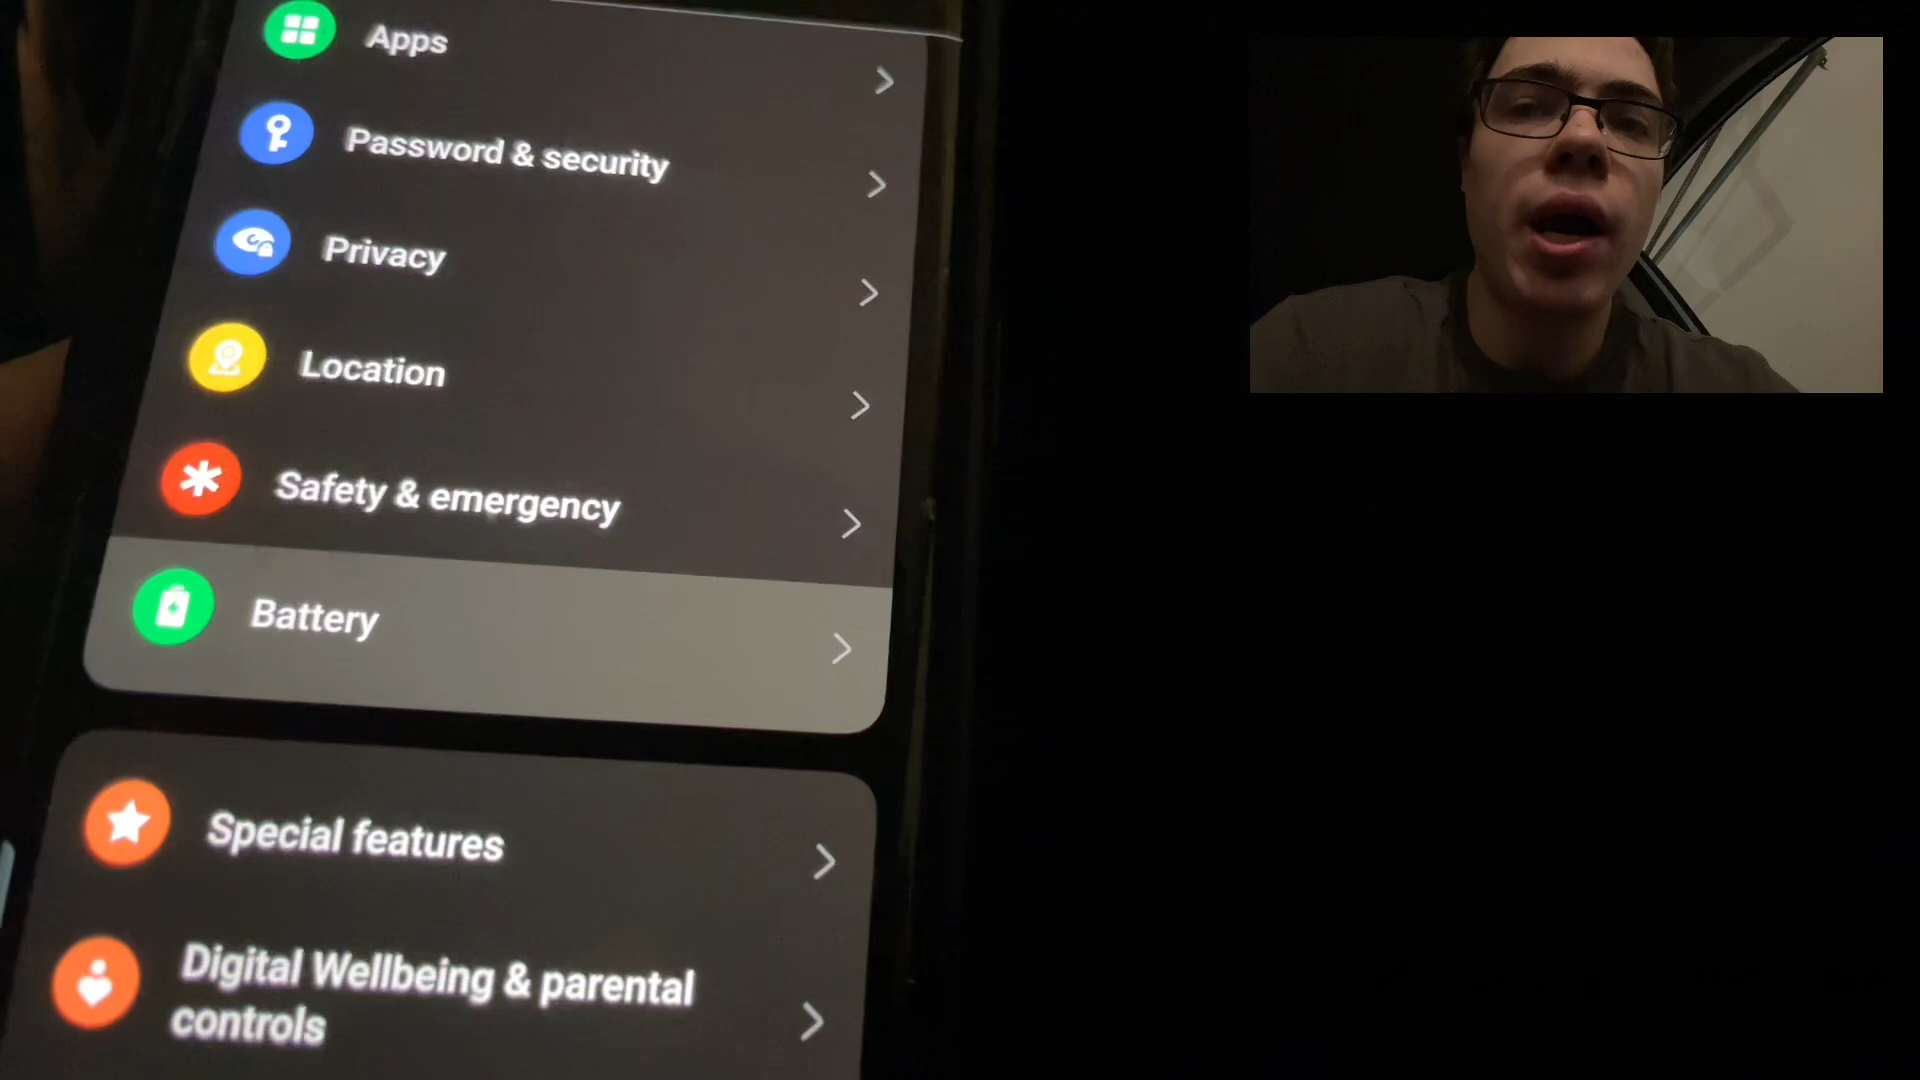 Apps
Password & security
Privacy
Location
Safety & emergency
Battery
Special features
Digital Wellbeing & parental
controls